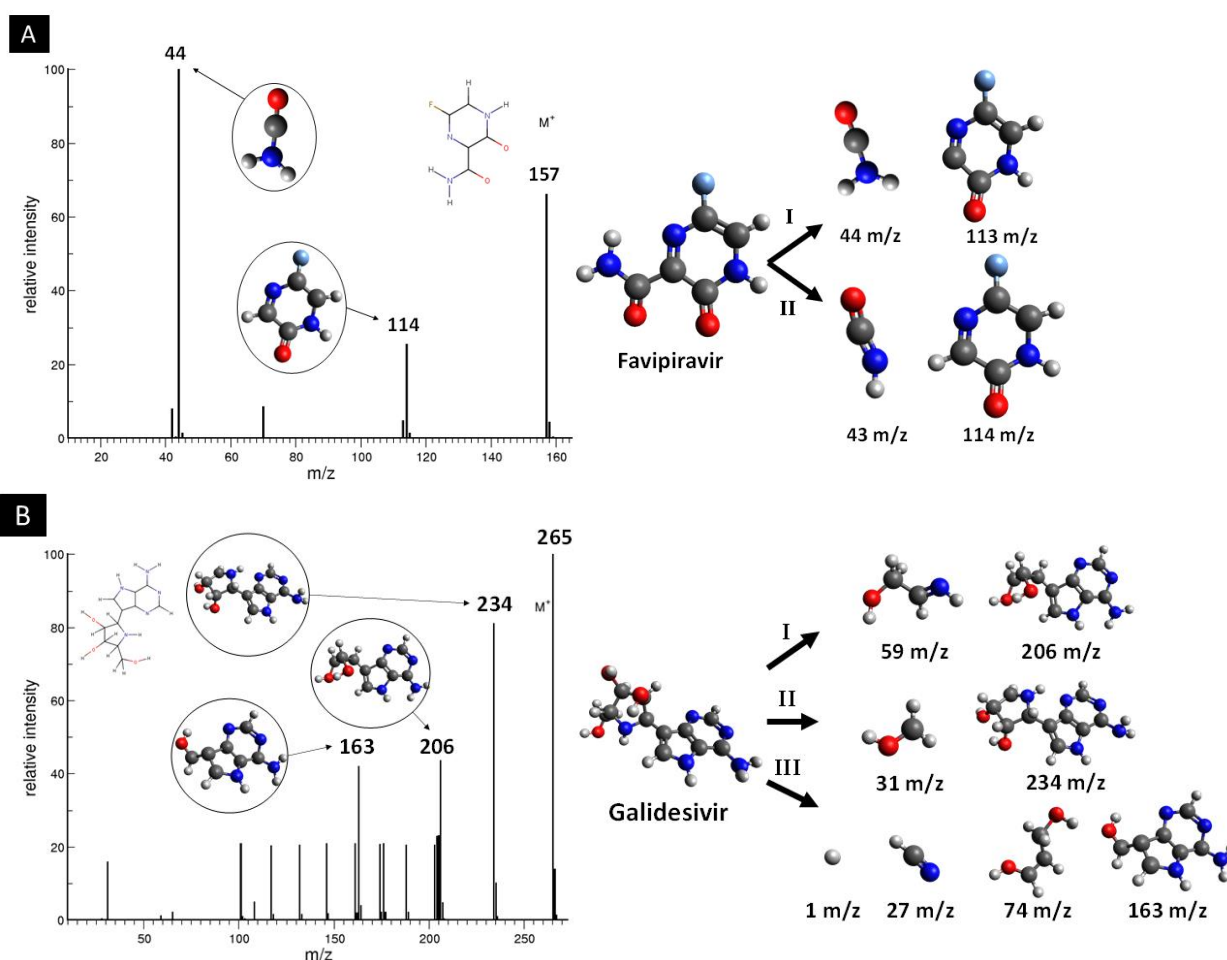 A
44
100
80
60
40
20
0
relative intensity
114
157
M+
F
H
N
H
N
O
N
H
O
H
20 40 60 80 100 120 140 160
m/z
Favipiravir
I
II
44 m/z 113 m/z
43 m/z 114 m/z
B
265
100
80
60
40
20
0
relative intensity
234
M+
163 206
50 100 150 200 250
m/z
Galidesivir
I
II
III
59 m/z 206 m/z
31 m/z 234 m/z
1 m/z 27 m/z 74 m/z 163 m/z